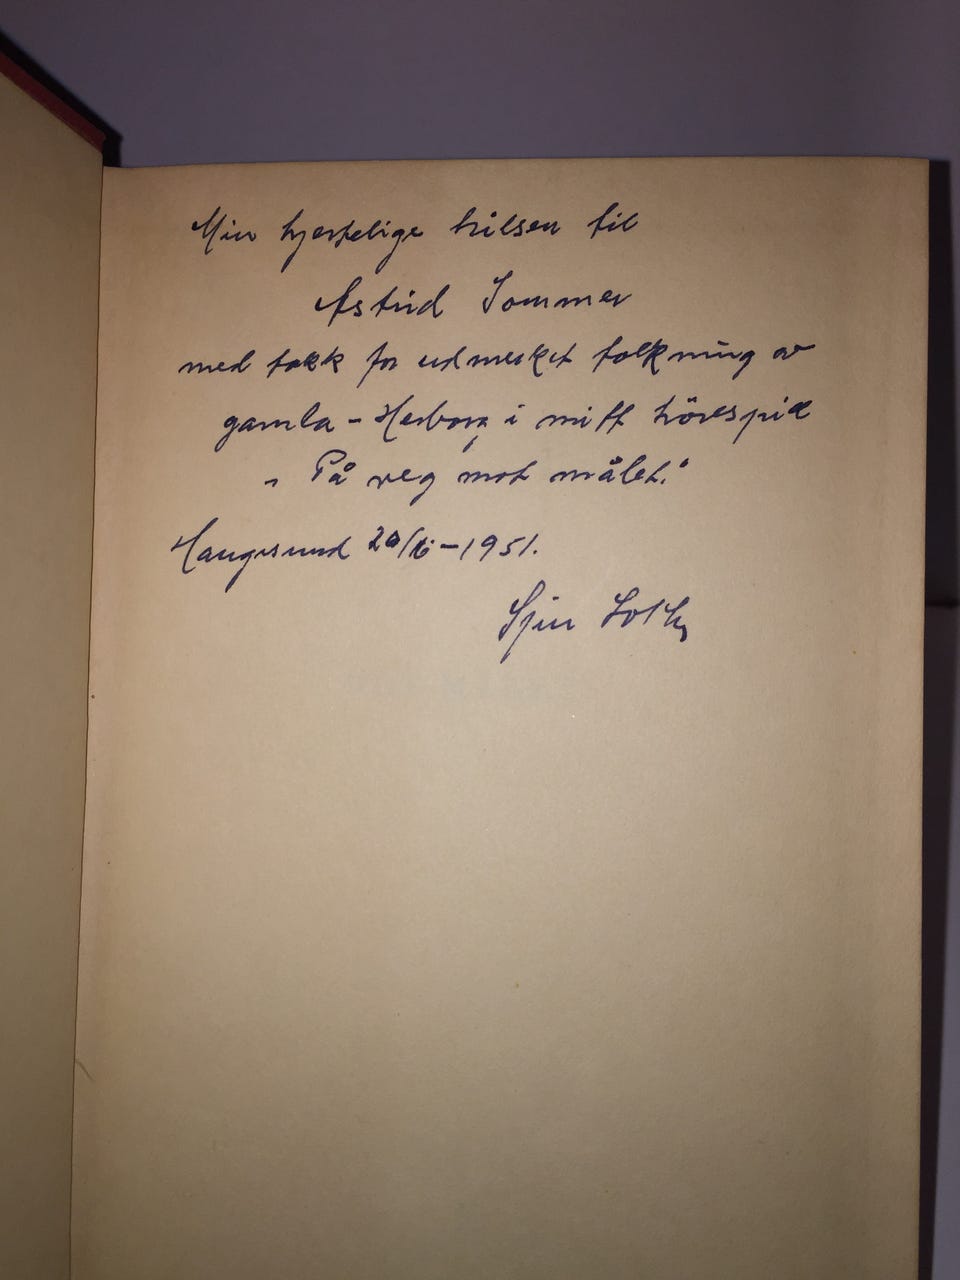 Min hjertelige hilsen til
Astrid Sommer
med takk for udmerket tolkning av
gamla-Herborg i mitt hörespil
"På veg mot målet."
Haugesund 20/6-1951.